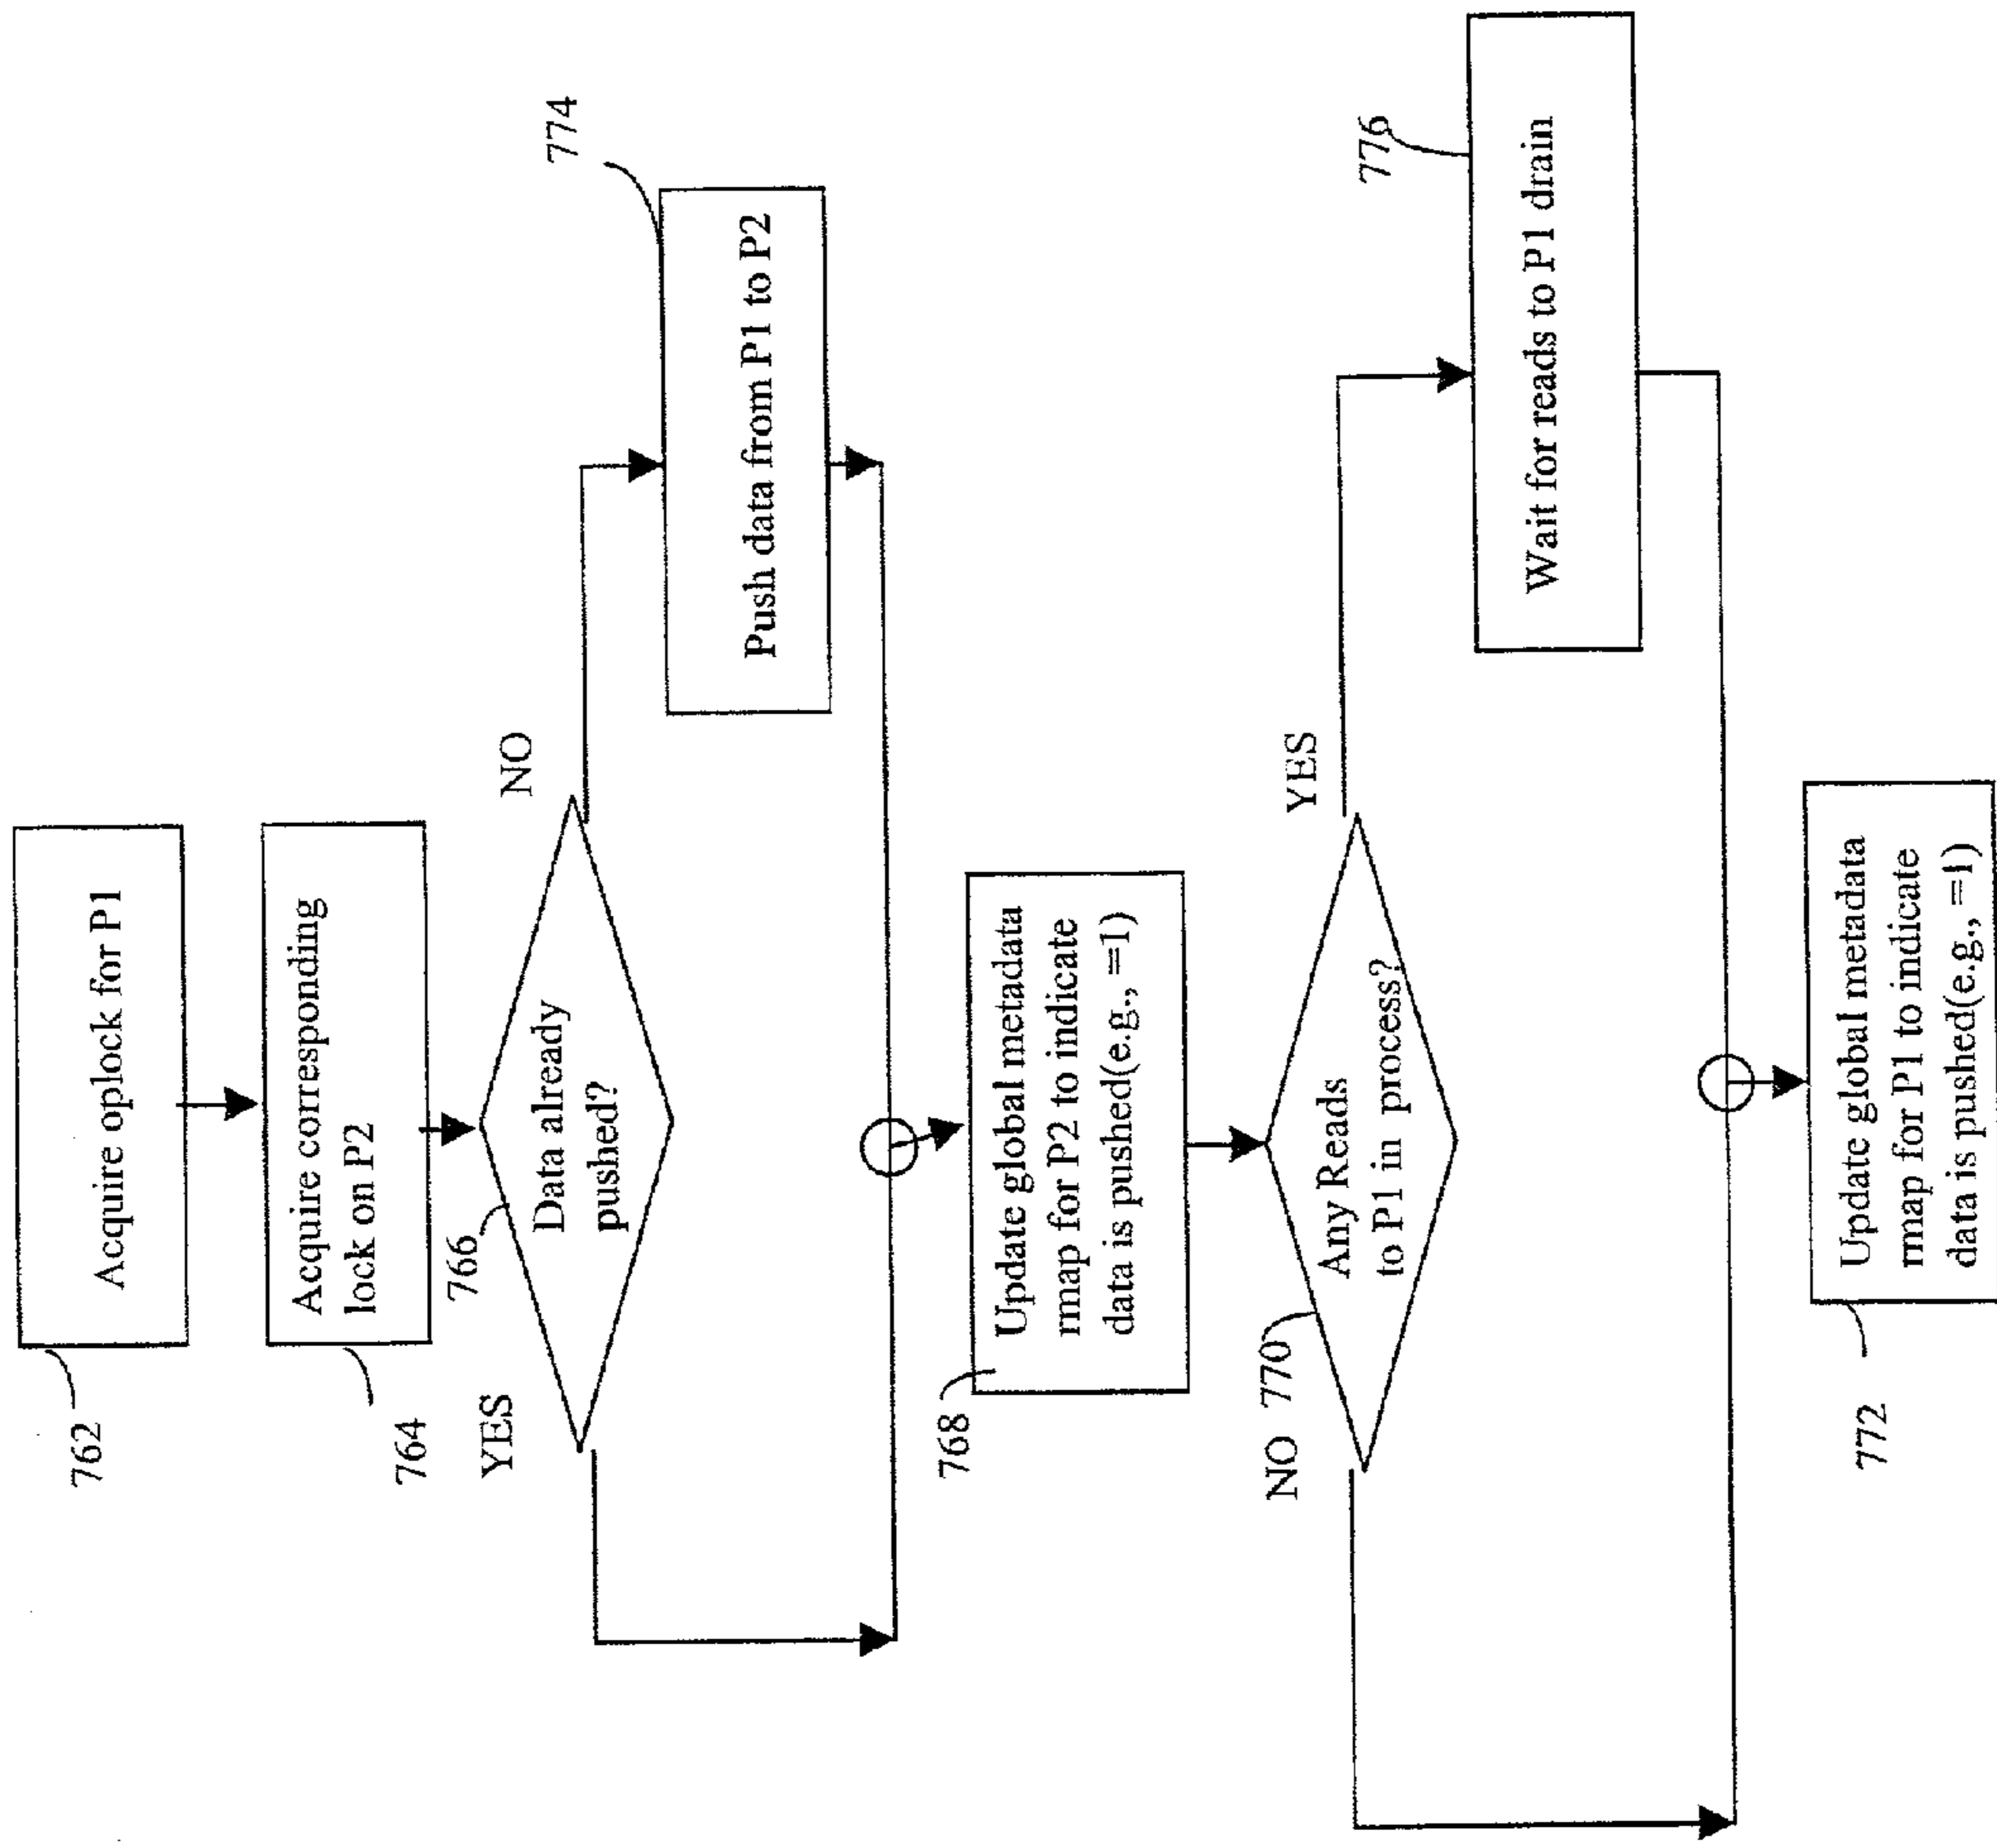 762
Acquire oplock for P1
764
Acquire corresponding
lock on P2
766
YES
NO
Data already
pushed?
774
Push data from P1 to P2
768
Update global metadata
rmap for P2 to indicate
data is pushed(e.g., =1)
NO
770
YES
Any Reads
to P1 in process?
776
Wait for reads to P1 drain
772
Update global metadata
rmap for P1 to indicate
data is pushed(e.g., =1)